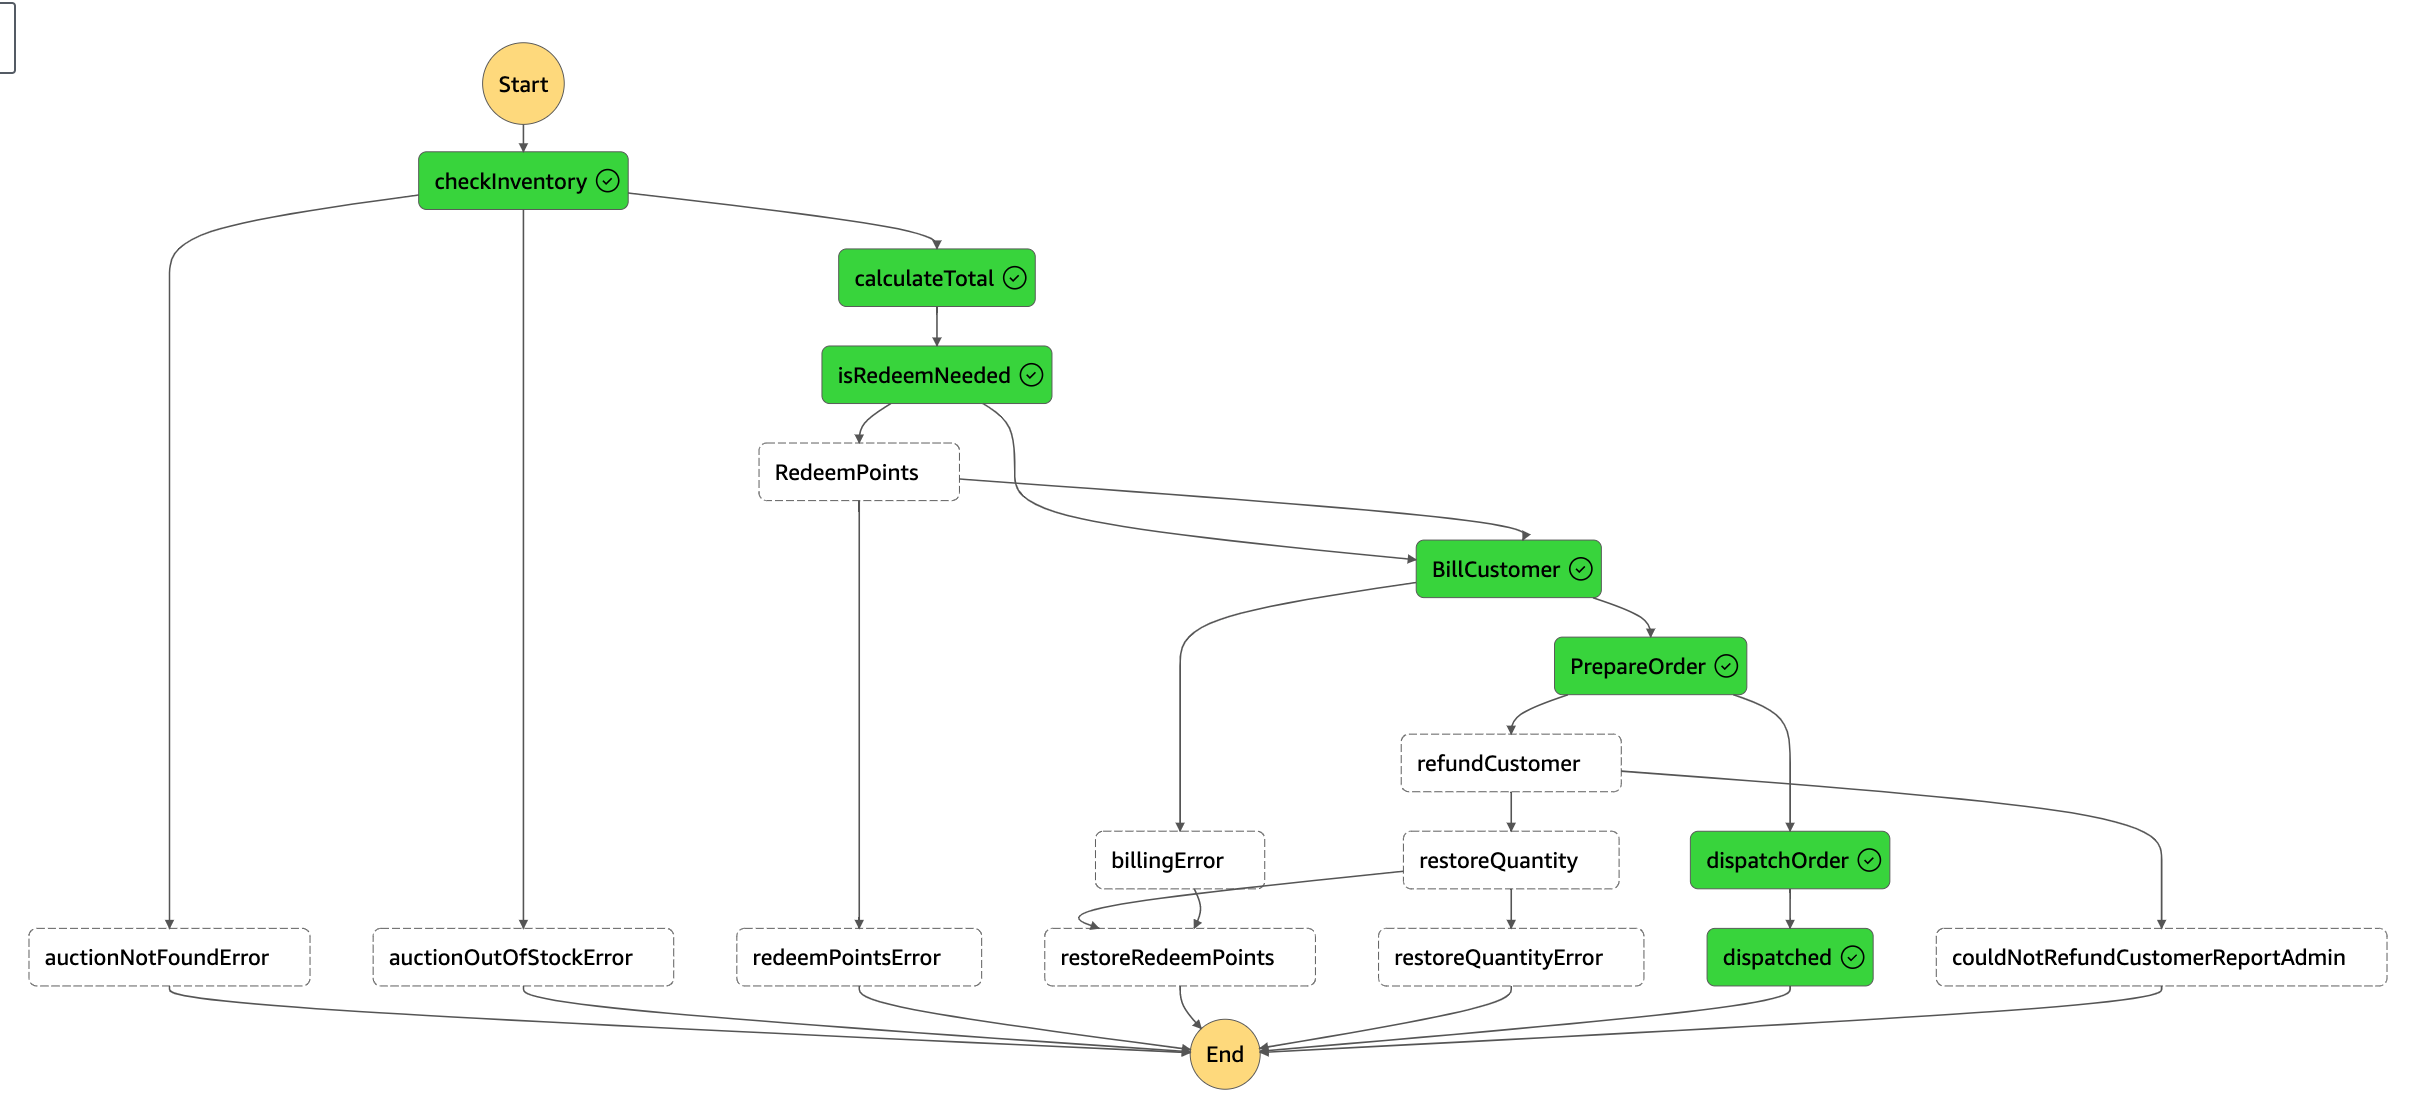 Start
checkInventory
calculateTotal
isRedeemNeeded
RedeemPoints
BillCustomer
PrepareOrder
refundCustomer
billingError
restoreQuantity
dispatchOrder
auctionNotFoundError
auctionOutOfStockError
redeemPointsError
restoreRedeemPoints
restoreQuantityError
dispatched
couldNotRefundCustomerReportAdmin
End